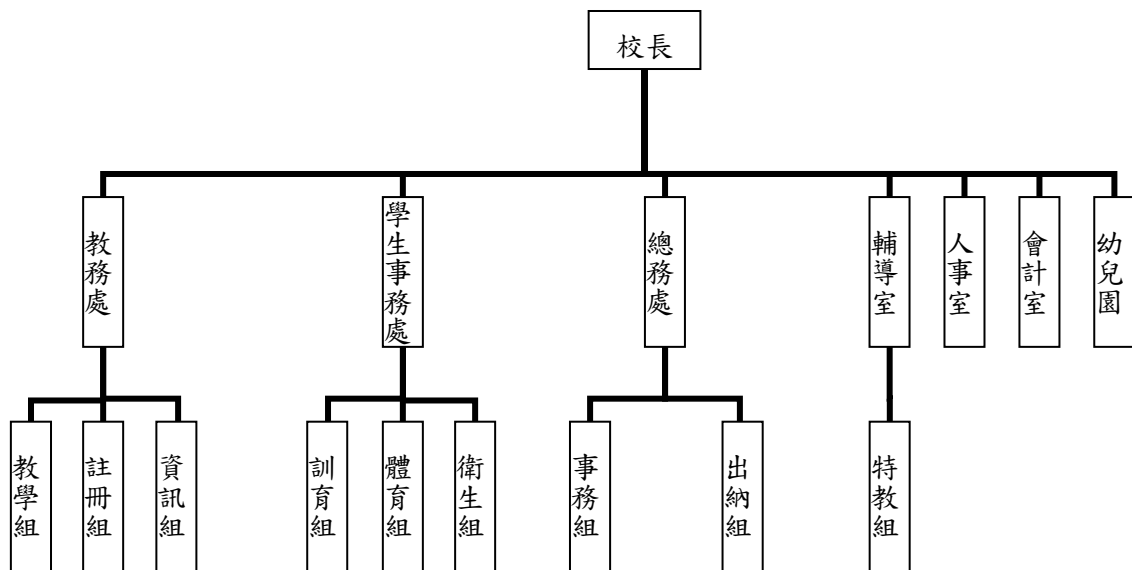 校長
教務處
學生事務處
總務處
輔導室
人事室
會計室
幼兒園
教學組
註冊組
資訊組
訓育組
體育組
衛生組
事務組
出納組
特教組